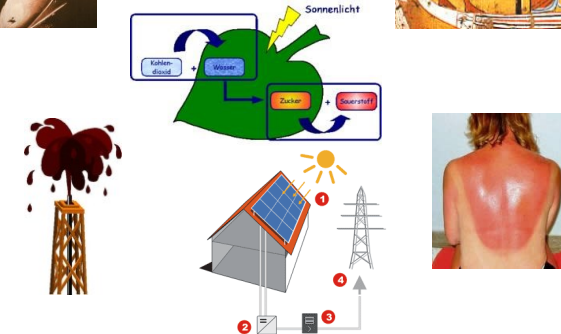 Sonnenlicht
Kohlen-
dioxid
+
Wasser
Zucker
+
Sauerstoff
1
4
3
2